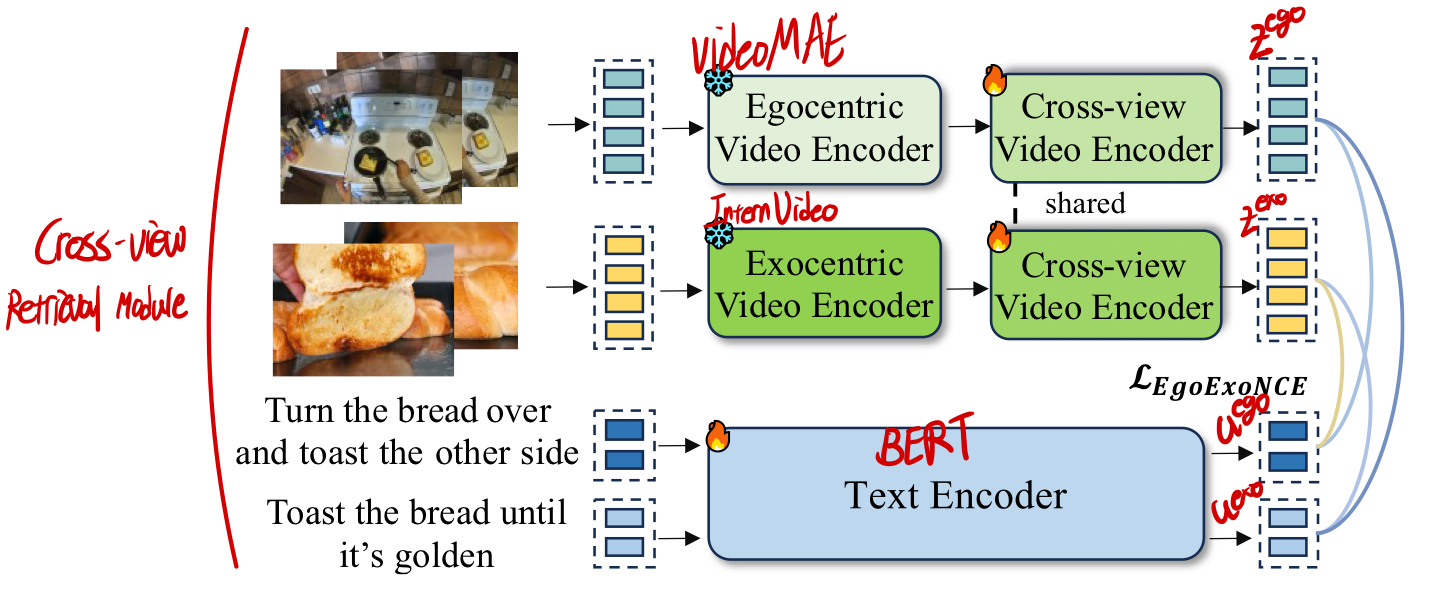 VideoMAE
z^ego
Egocentric
Video Encoder
Cross-view
Video Encoder
shared
InternVideo
z^exo
Exocentric
Video Encoder
Cross-view
Video Encoder
Cross-view
Retrieval Module
ℒ_EgoExoNCE
Turn the bread over
and toast the other side
BERT
Text Encoder
u^ego
Toast the bread until
it's golden
u^exo